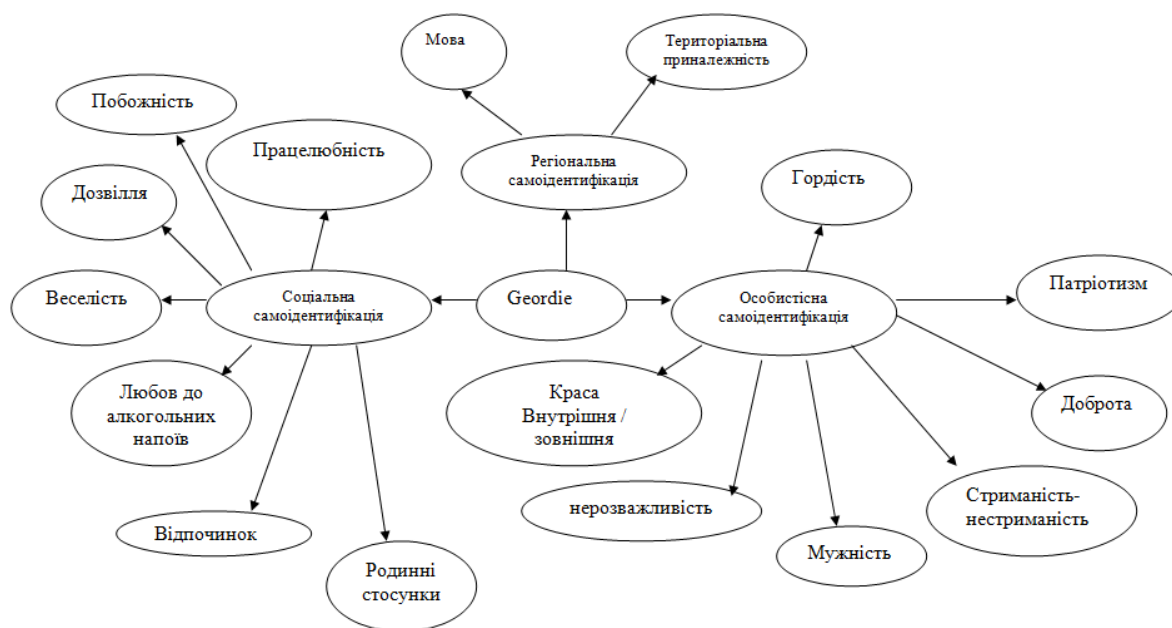 Мова
Територіальна
приналежність
Побожність
Працелюбність
Регіональна
самоідентифікація
Гордість
Дозвілля
Веселість
Соціальна
самоідентифікація
Geordie
Особистісна
самоідентифікація
Патріотизм
Любов до
алкогольних
напоїв
Краса
Внутрішня /
зовнішня
Доброта
нерозважливість
Стриманість-
нестриманість
Відпочинок
Мужність
Родинні
стосунки